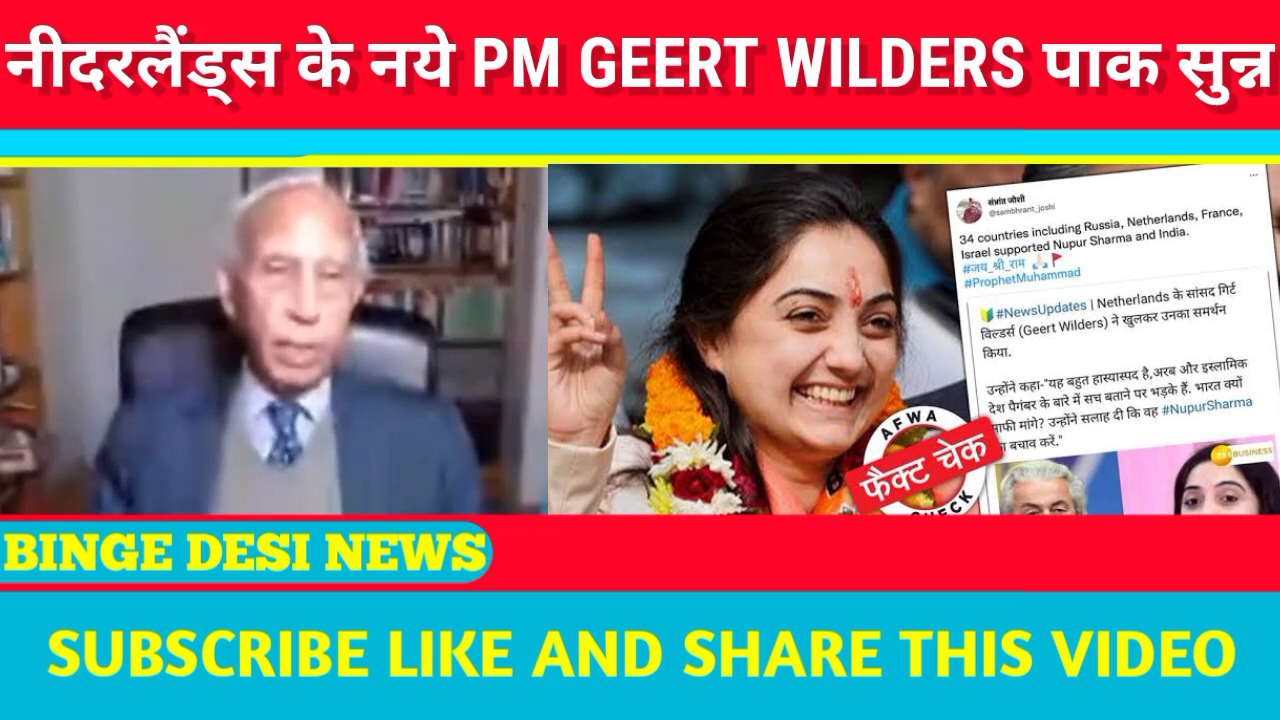 नीदरलैंड्स के नये PM GEERT WILDERS पाक सुन्न
संभ्रांत जोशी
@sambhrant_joshi
34 countries including Russia, Netherlands, France,
Israel supported Nupur Sharma and India.
#जय_श्री_राम
#ProphetMuhammad
#NewsUpdates | Netherlands के सांसद गिर्ट
विल्डर्स (Geert Wilders) ने खुलकर उनका समर्थन
किया.
उन्होंने कहा-"यह बहुत हास्यास्पद है,अरब और इस्लामिक
देश पैगंबर के बारे में सच बताने पर भड़के हैं. भारत क्यों
माफी मांगे? उन्होंने सलाह दी कि वह #NupurSharma
का बचाव करें."
AFWA
फैक्ट चेक
CHECK
ZEE BUSINESS
BINGE DESI NEWS
SUBSCRIBE LIKE AND SHARE THIS VIDEO